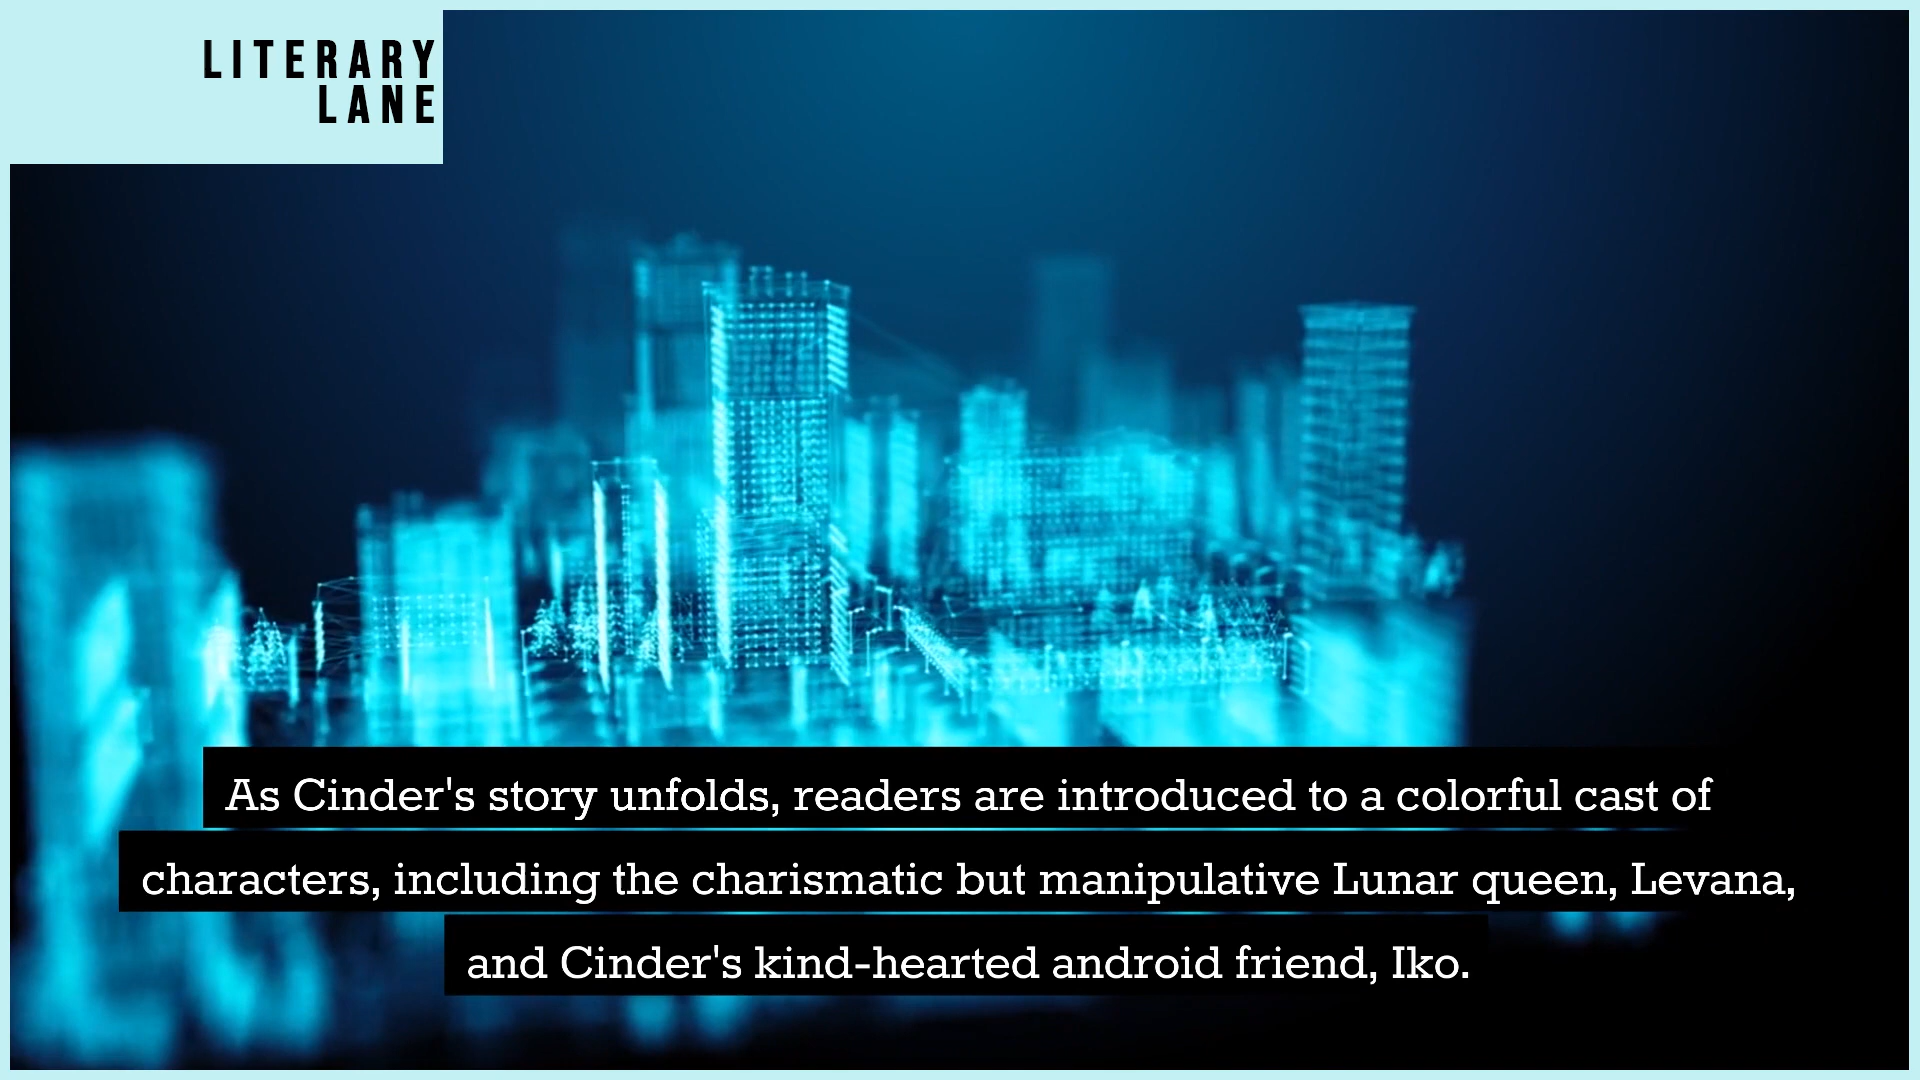 LITERARY
LANE
As Cinder's story unfolds, readers are introduced to a colorful cast of
characters, including the charismatic but manipulative Lunar queen, Levana,
and Cinder's kind-hearted android friend, Iko.